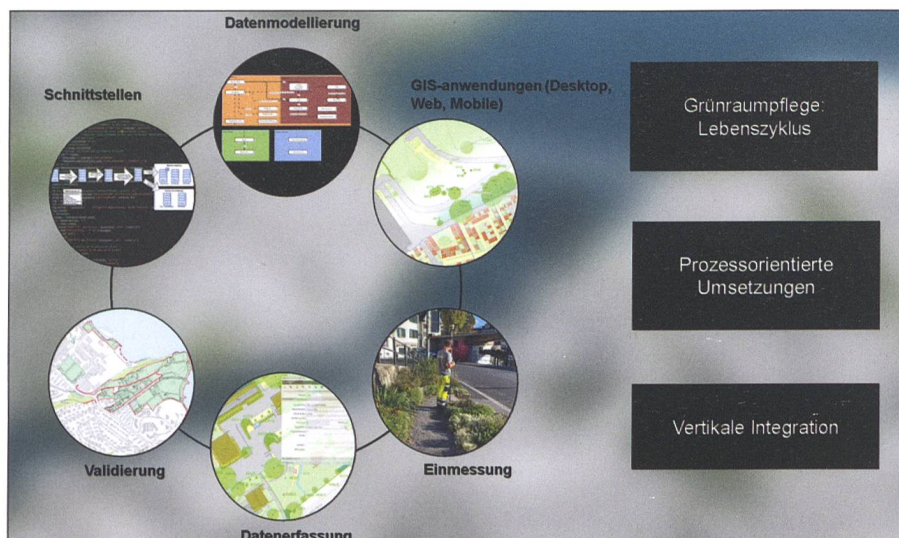 Datenmodellierung
Schnittstellen
GIS-anwendungen (Desktop,
Web, Mobile)
Grünraumpflege:
Lebenszyklus
Prozessorientierte
Umsetzungen
Vertikale Integration
Validierung
Einmessung
Datenerfassung